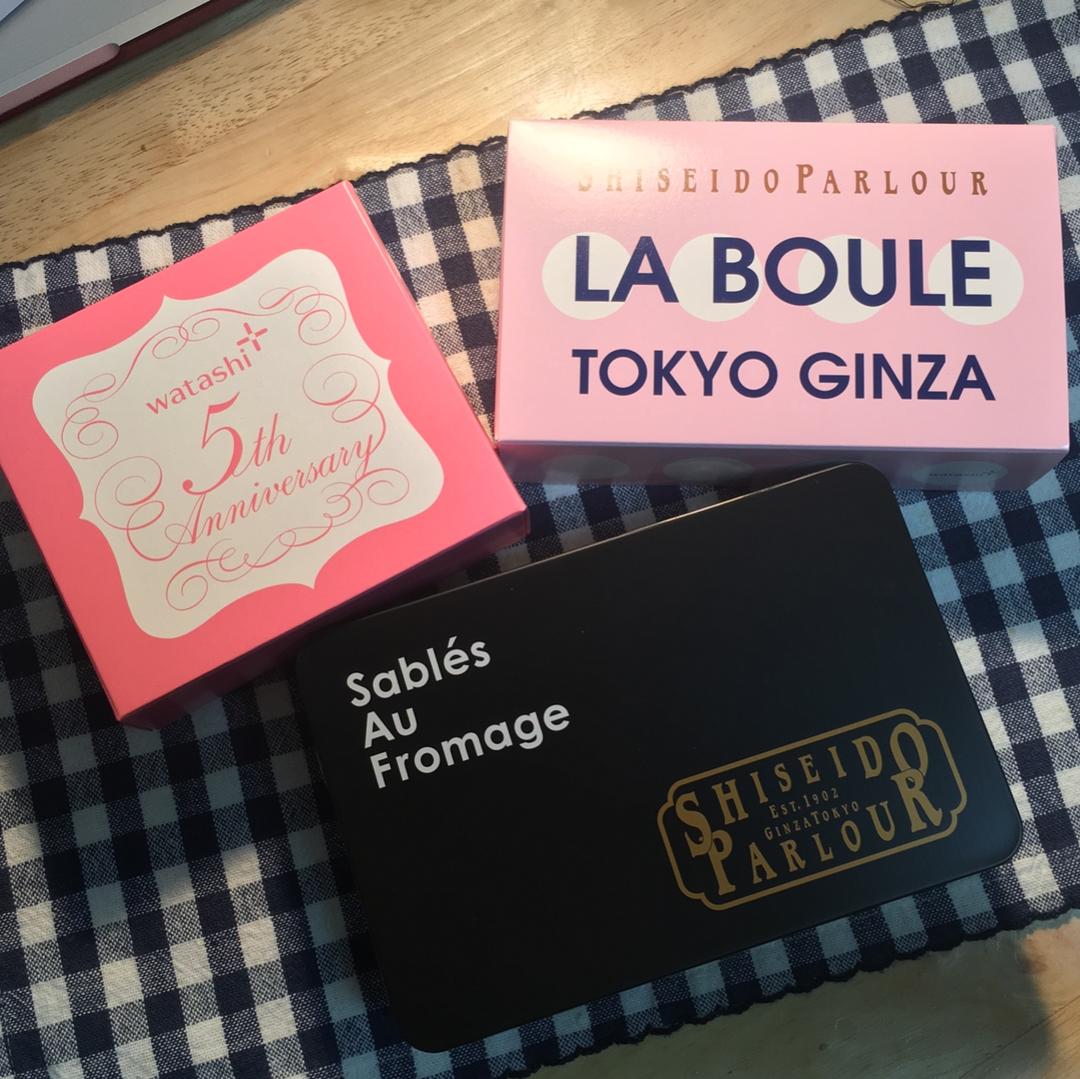 SHISEIDO PARLOUR
LA BOULE
TOKYO GINZA
watashi+
5th
Anniversary
Sablés
Au
Fromage
SHISEIDO
EST. 1902
GINZA TOKYO
PARLOUR